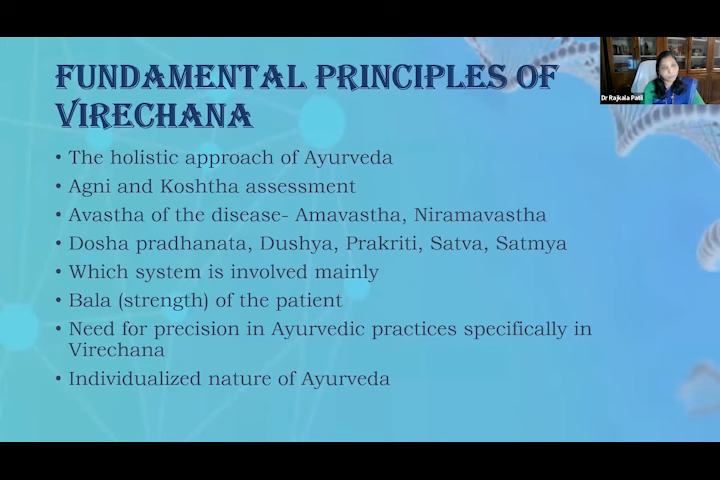 FUNDAMENTAL PRINCIPLES OF
VIRECHANA
• The holistic approach of Ayurveda
• Agni and Koshtha assessment
• Avastha of the disease- Amavastha, Niramavastha
• Dosha pradhanata, Dushya, Prakriti, Satva, Satmya
• Which system is involved mainly
• Bala (strength) of the patient
• Need for precision in Ayurvedic practices specifically in
Virechana
• Individualized nature of Ayurveda
Dr Rajkala Patil